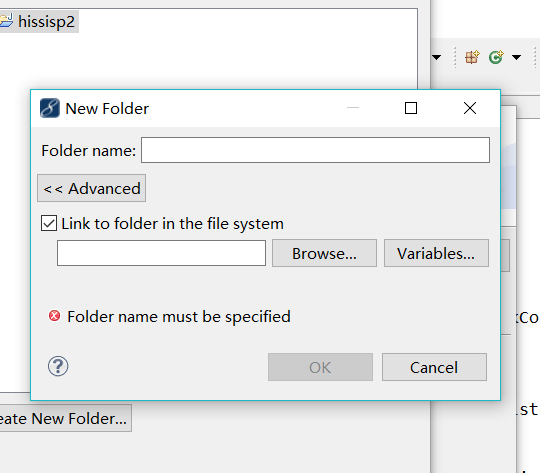 hissisp2
New Folder
Folder name:
<< Advanced
Link to folder in the file system
Browse...
Variables...
Folder name must be specified
?
OK
Cancel
eate New Folder...